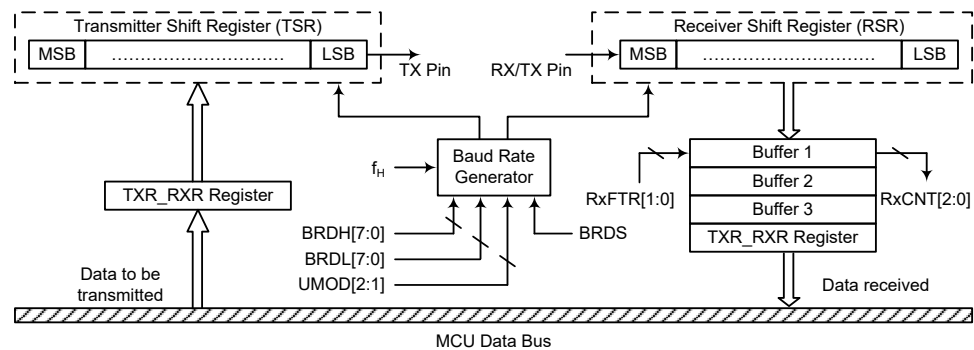 Transmitter Shift Register (TSR)
MSB ................................ LSB
TX Pin
Receiver Shift Register (RSR)
RX/TX Pin
MSB ................................ LSB
fH
Baud Rate
Generator
TXR_RXR Register
Buffer 1
Buffer 2
Buffer 3
TXR_RXR Register
RxFTR[1:0]
RxCNT[2:0]
BRDH[7:0]
BRDL[7:0]
UMOD[2:1]
BRDS
Data to be
transmitted
Data received
MCU Data Bus